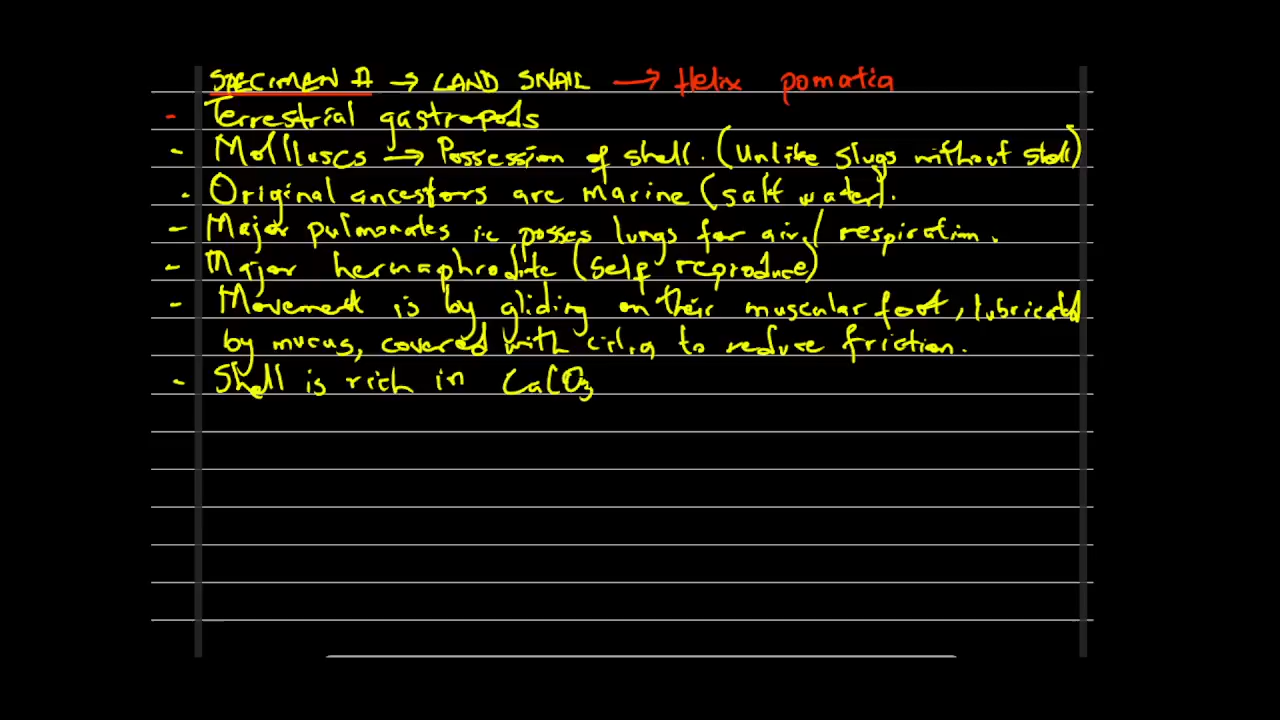 SPECIMEN A → LAND SNAIL → Helix pomatia
- Terrestrial gastropods
- Mollluscs → Possession of shell. (Unlike slugs without shell)
- Original ancestors are marine (salt water).
- Major pulmonates i.e posses lungs for air/ respiration.
- Major hermaphrodite (self reproduce)
- Movement is by gliding on their muscular foot, lubricated
by mucus, covered with cilia to reduce friction.
- Shell is rich in CaCO3